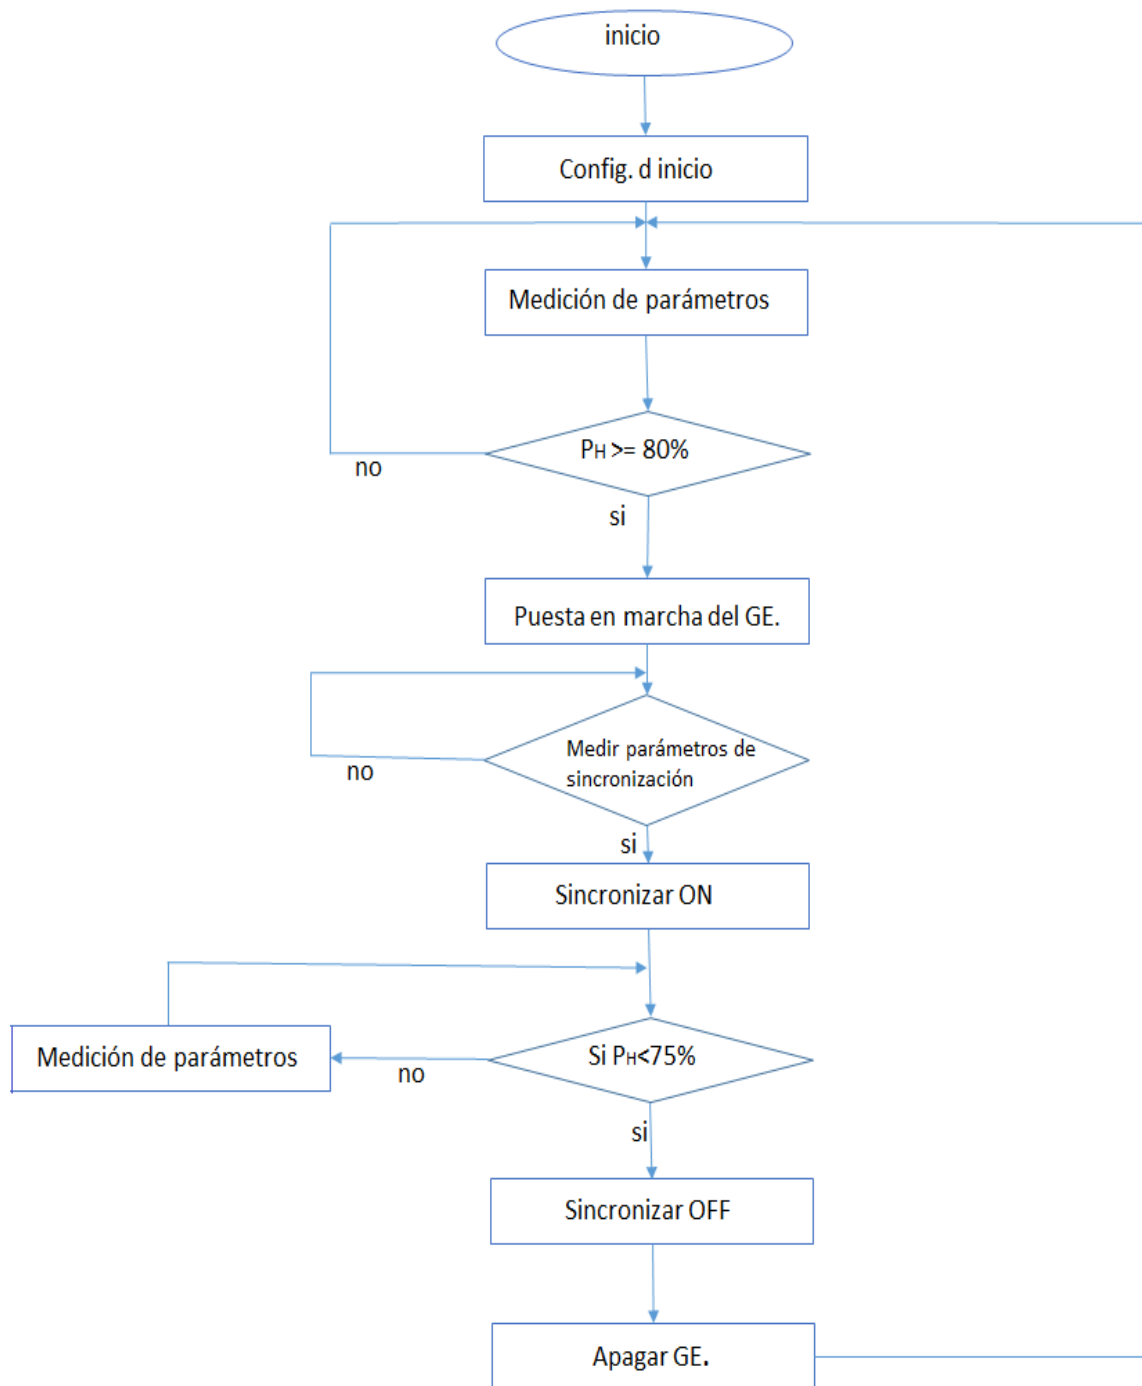 inicio
Config. d inicio
Medición de parámetros
PH >= 80%
no
si
Puesta en marcha del GE.
Medir parámetros de
sincronización
no
si
Sincronizar ON
Si PH<75%
Medición de parámetros
no
si
Sincronizar OFF
Apagar GE.